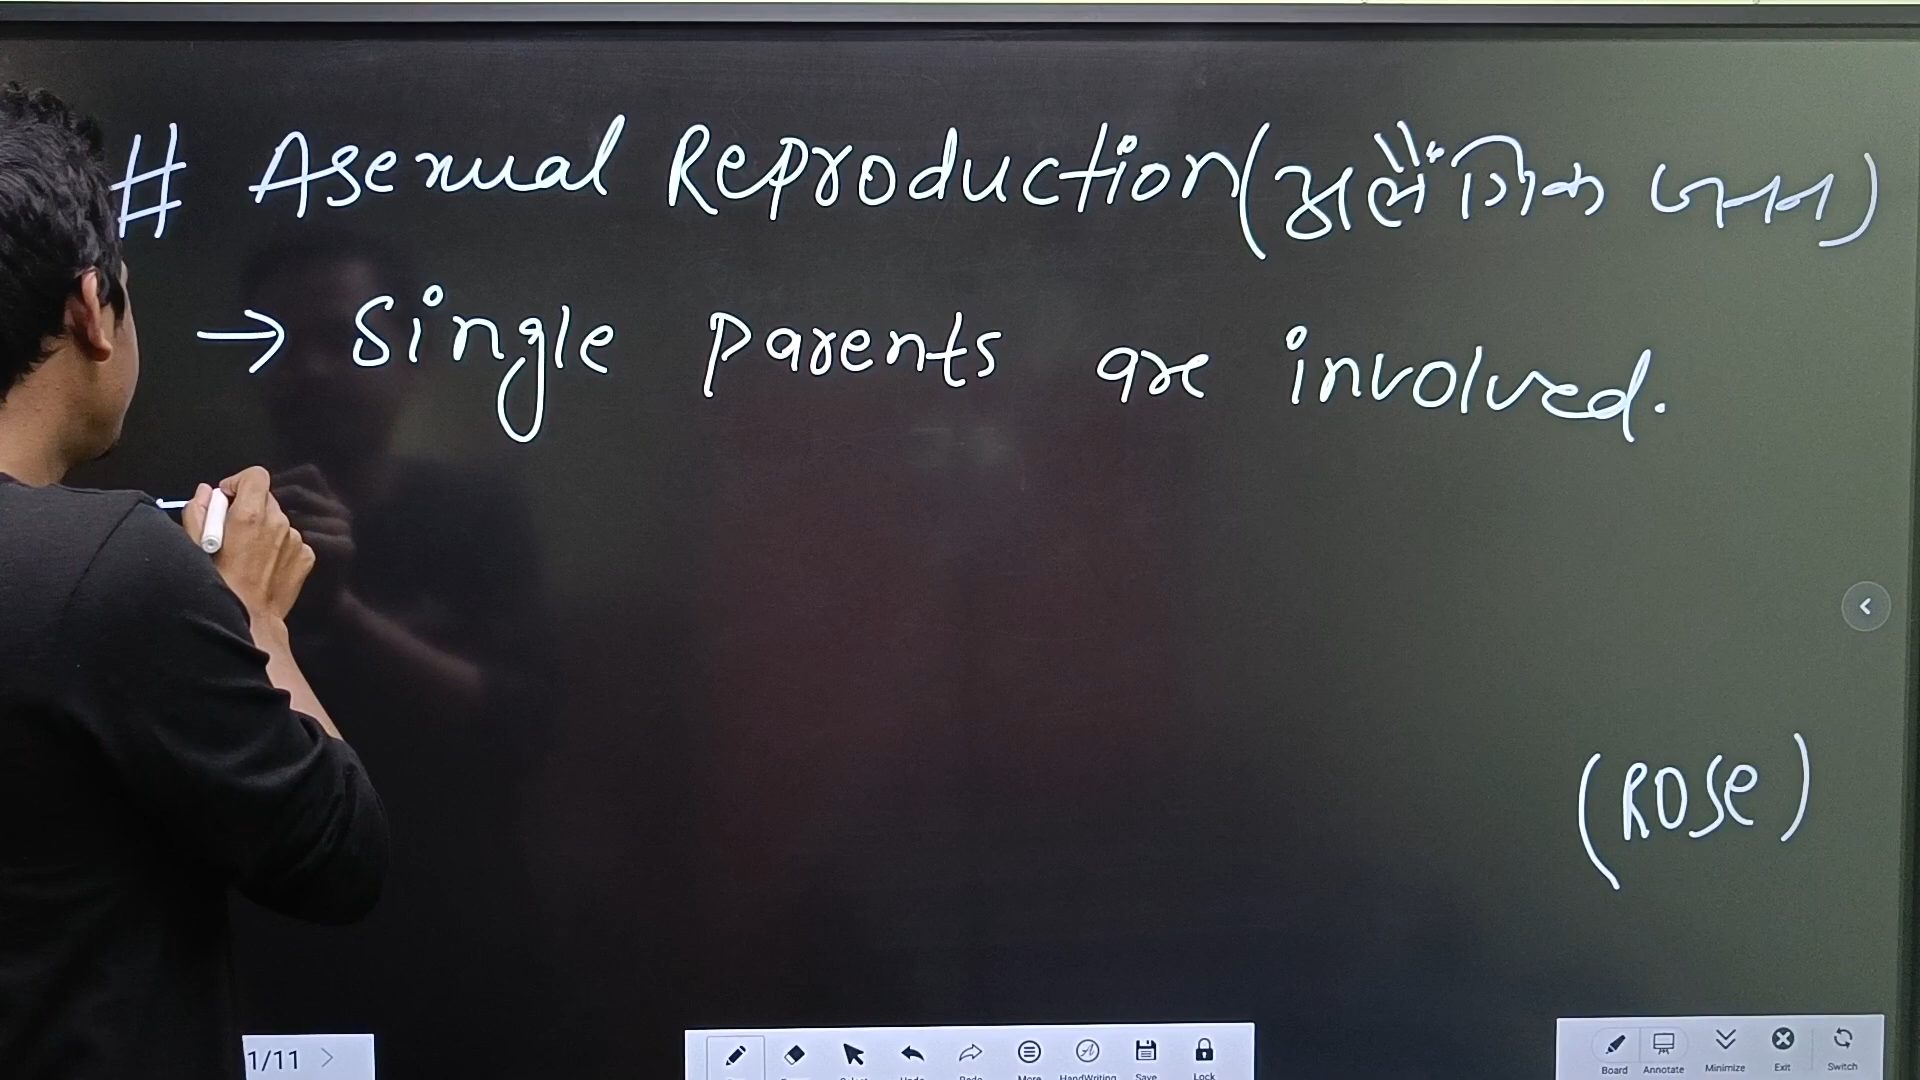 # Asexual Reproduction (अलैंगिक जनन)
→ Single Parents are involved.
(Rose)
1/11 >
More HandWriting Save Lock
Board Annotate Minimize Exit Switch